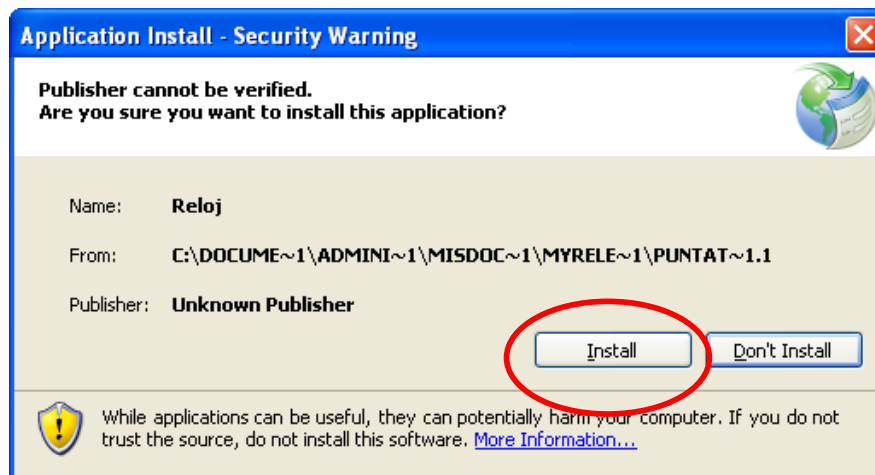 Application Install - Security Warning
Publisher cannot be verified.
Are you sure you want to install this application?
Name: Reloj
From: C:\DOCUME~1\ADMINI~1\MISDOC~1\MYRELE~1\PUNTAT~1.1
Publisher: Unknown Publisher
Install Don't Install
While applications can be useful, they can potentially harm your computer. If you do not
trust the source, do not install this software. More Information...